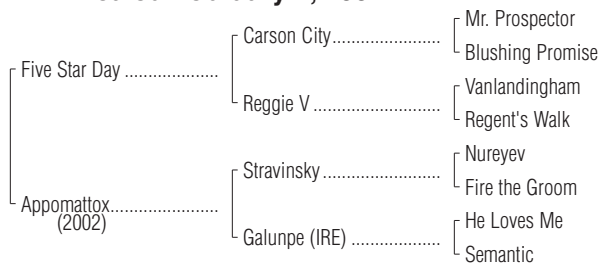 Carson City.......................... Mr. Prospector
Blushing Promise
Five Star Day ....................
Reggie V .............................. Vanlandingham
Regent's Walk
Stravinsky............................ Nureyev
Fire the Groom
Appomattox.......................
(2002)
Galunpe (IRE) ...................... He Loves Me
Semantic